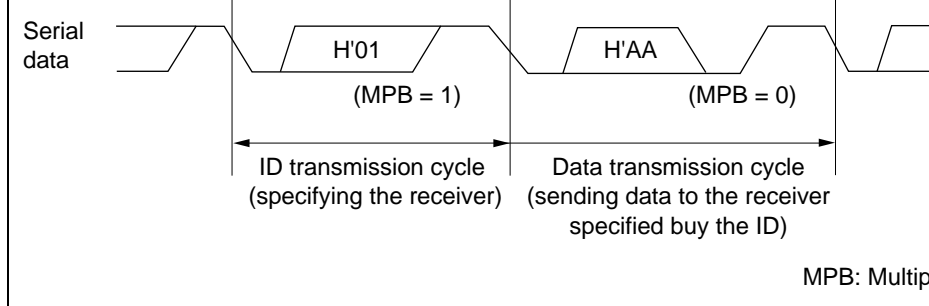 Serial
data
H'01
H'AA
(MPB = 1)
(MPB = 0)
ID transmission cycle
(specifying the receiver)
Data transmission cycle
(sending data to the receiver
specified buy the ID)
MPB: Multip